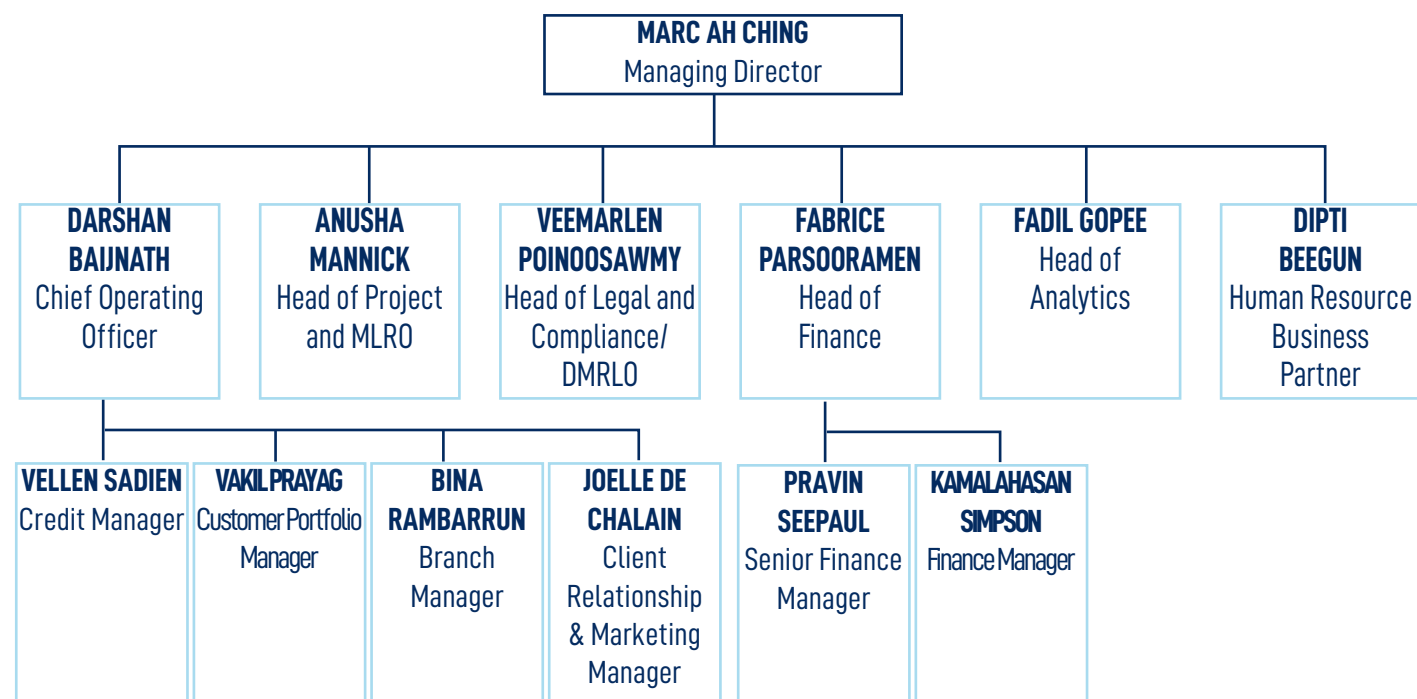 MARC AH CHING
Managing Director
DARSHAN
BAIJNATH
Chief Operating
Officer
ANUSHA
MANNICK
Head of Project
and MLRO
VEEMARLEN
POINOOSAWMY
Head of Legal and
Compliance/
DMRLO
FABRICE
PARSOORAMEN
Head of
Finance
FADIL GOPEE
Head of
Analytics
DIPTI
BEEGUN
Human Resource
Business
Partner
VELLEN SADIEN
Credit Manager
VAKIL PRAYAG
Customer Portfolio
Manager
BINA
RAMBARRUN
Branch
Manager
JOELLE DE
CHALAIN
Client
Relationship
& Marketing
Manager
PRAVIN
SEEPAUL
Senior Finance
Manager
KAMALAHASAN
SIMPSON
Finance Manager